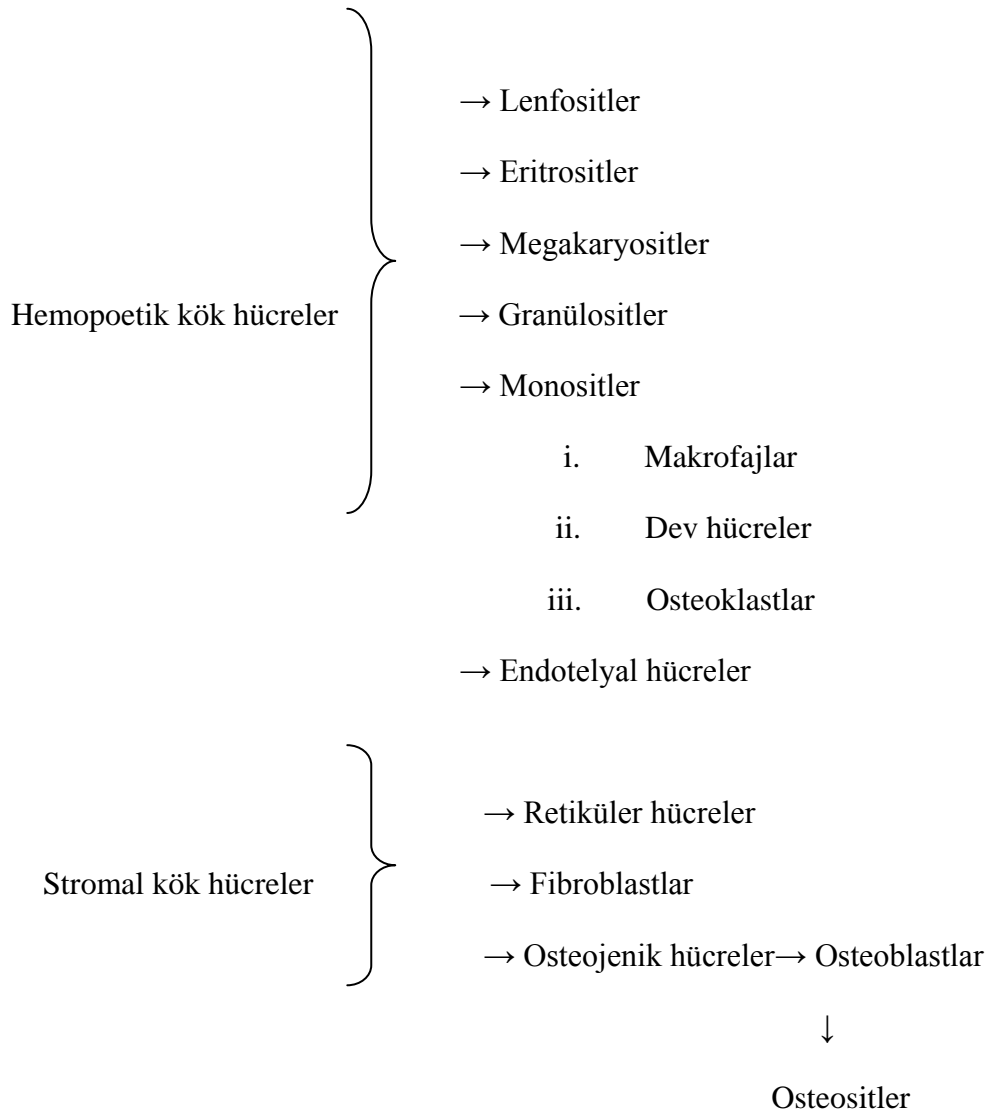 → Lenfositler
→ Eritrositler
→ Megakaryositler
Hemopoetik kök hücreler
→ Granülositler
→ Monositler
i. Makrofajlar
ii. Dev hücreler
iii. Osteoklastlar
→ Endotelyal hücreler
→ Retiküler hücreler
Stromal kök hücreler
→ Fibroblastlar
→ Osteojenik hücreler→ Osteoblastlar
↓
Osteositler